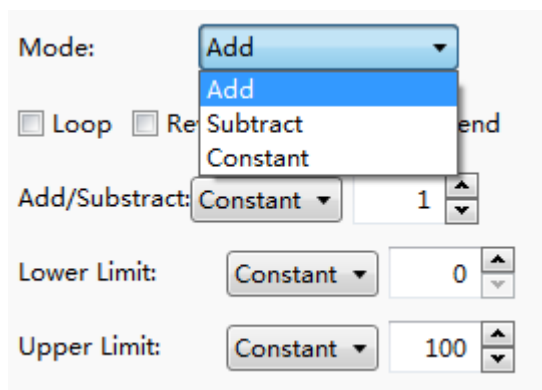 Mode: Add
Add
Loop Re Subtract end
Constant
Add/Substract: Constant 1
Lower Limit: Constant 0
Upper Limit: Constant 100